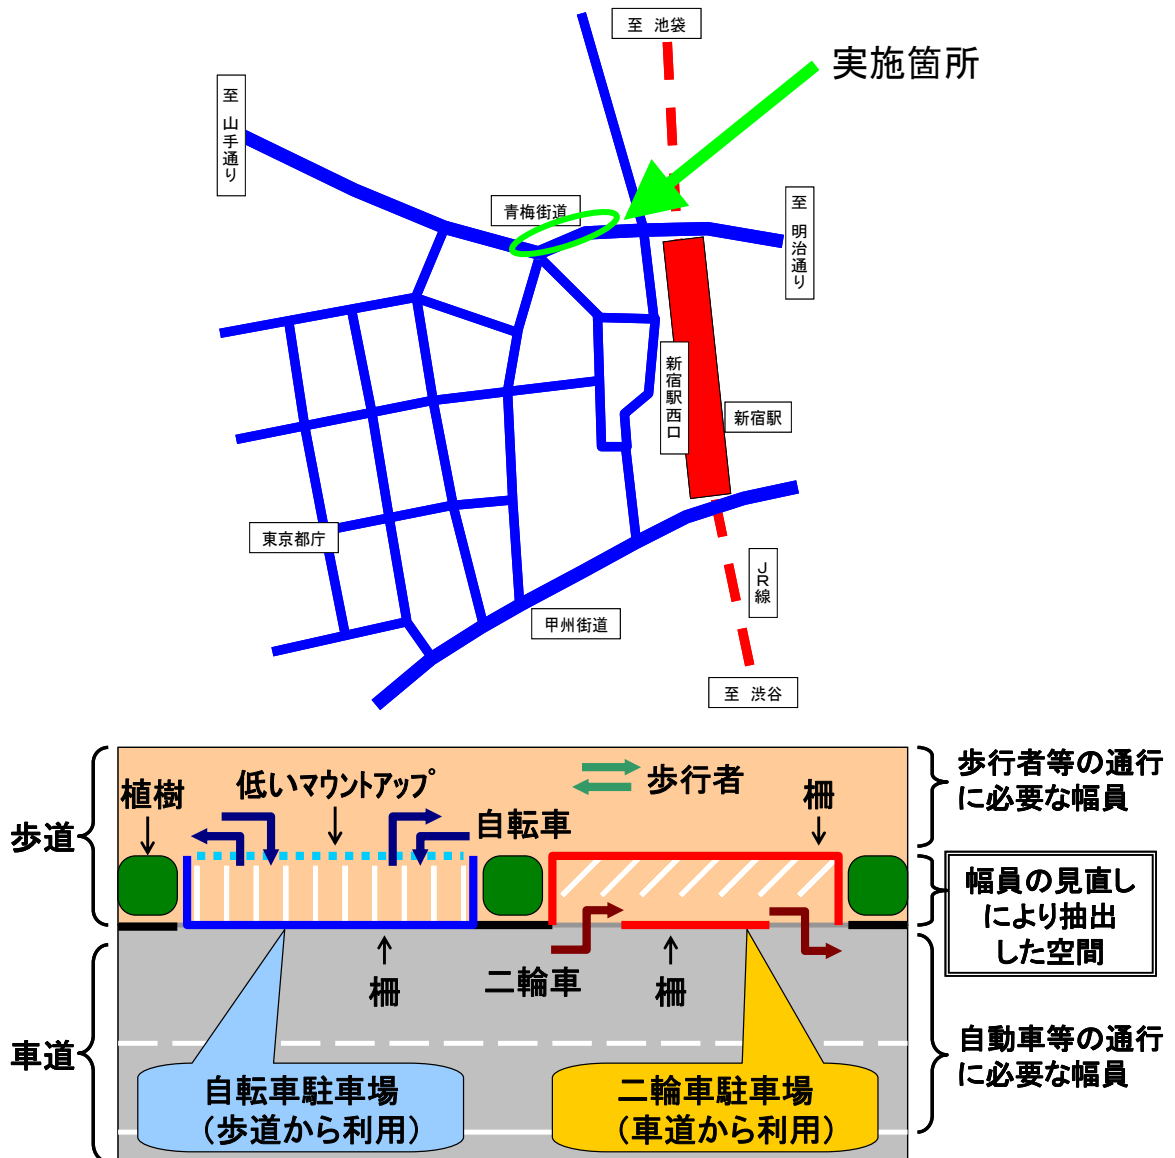 至 池袋
実施箇所
至 山手通り
青梅街道
至 明治通り
新宿駅西口
新宿駅
東京都庁
JR線
甲州街道
至 渋谷
歩道
植樹
低いマウントアップ
自転車
歩行者
柵
歩行者等の通行
に必要な幅員
幅員の見直し
により抽出
した空間
車道
柵
二輪車
柵
自転車駐車場
（歩道から利用）
二輪車駐車場
（車道から利用）
自動車等の通行
に必要な幅員